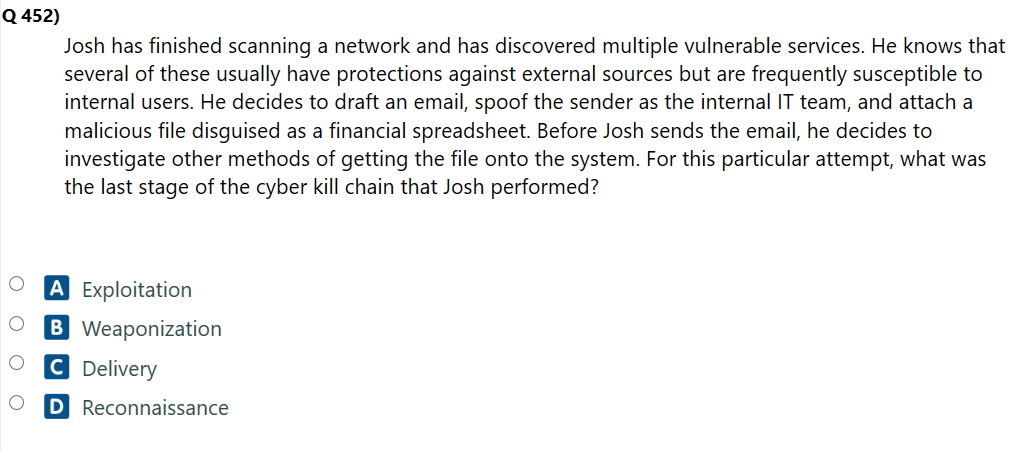 Q 452)
Josh has finished scanning a network and has discovered multiple vulnerable services. He knows that
several of these usually have protections against external sources but are frequently susceptible to
internal users. He decides to draft an email, spoof the sender as the internal IT team, and attach a
malicious file disguised as a financial spreadsheet. Before Josh sends the email, he decides to
investigate other methods of getting the file onto the system. For this particular attempt, what was
the last stage of the cyber kill chain that Josh performed?
A Exploitation
B Weaponization
C Delivery
D Reconnaissance